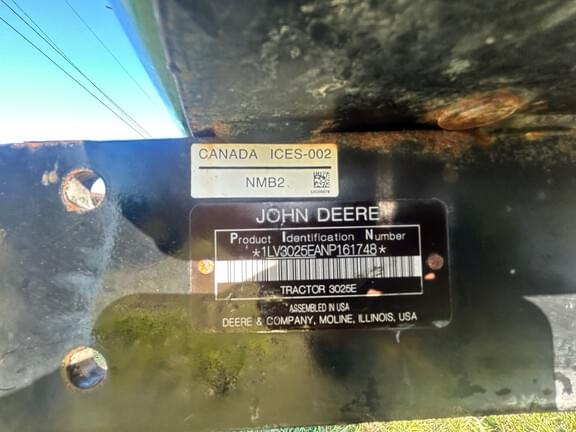 CANADA ICES-002
NMB2
JOHN DEERE
Product Identification Number
*1LV3025EANP161748*
TRACTOR 3025E
ASSEMBLED IN USA
DEERE & COMPANY, MOLINE, ILLINOIS, USA